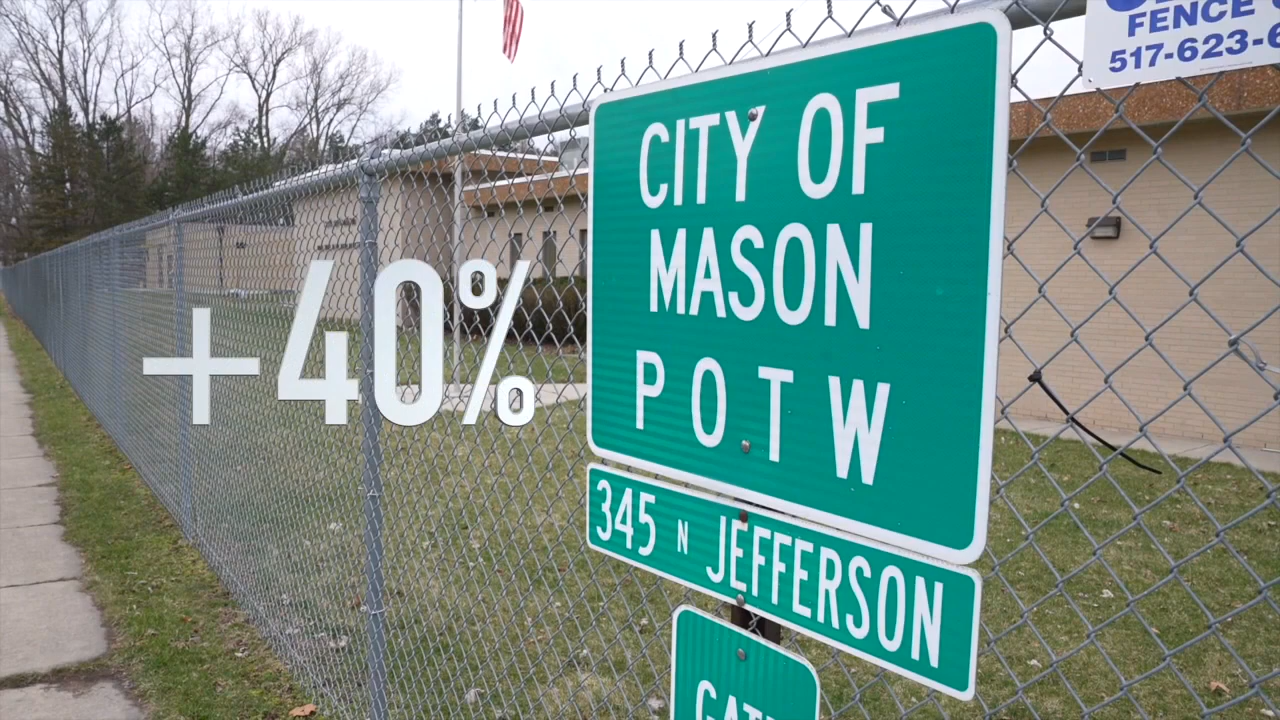 FENCE
517-623-
CITY OF
MASON
P O T W
+40%
345 N JEFFERSON